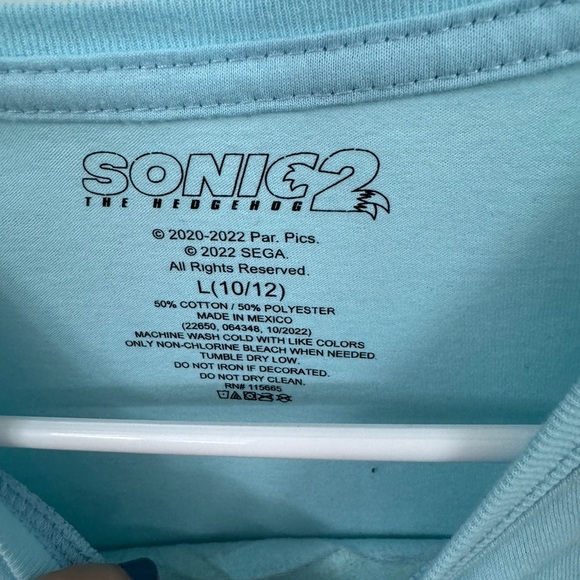 SONIC2
THE HEDGEHOG
© 2020-2022 Par. Pics.
© 2022 SEGA.
All Rights Reserved.
L(10/12)
50% COTTON / 50% POLYESTER
MADE IN MEXICO
(22650, 064348, 10/2022)
MACHINE WASH COLD WITH LIKE COLORS
ONLY NON-CHLORINE BLEACH WHEN NEEDED
TUMBLE DRY LOW.
DO NOT IRON IF DECORATED.
DO NOT DRY CLEAN.
RN# 115665